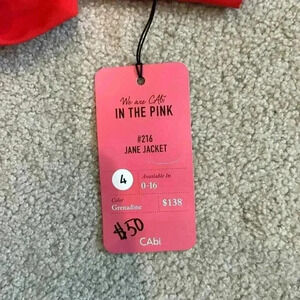 We are CAbi
IN THE PINK
#216
JANE JACKET
4
Available In
0-16
Color
Grenadine
$138
$50
CAbi